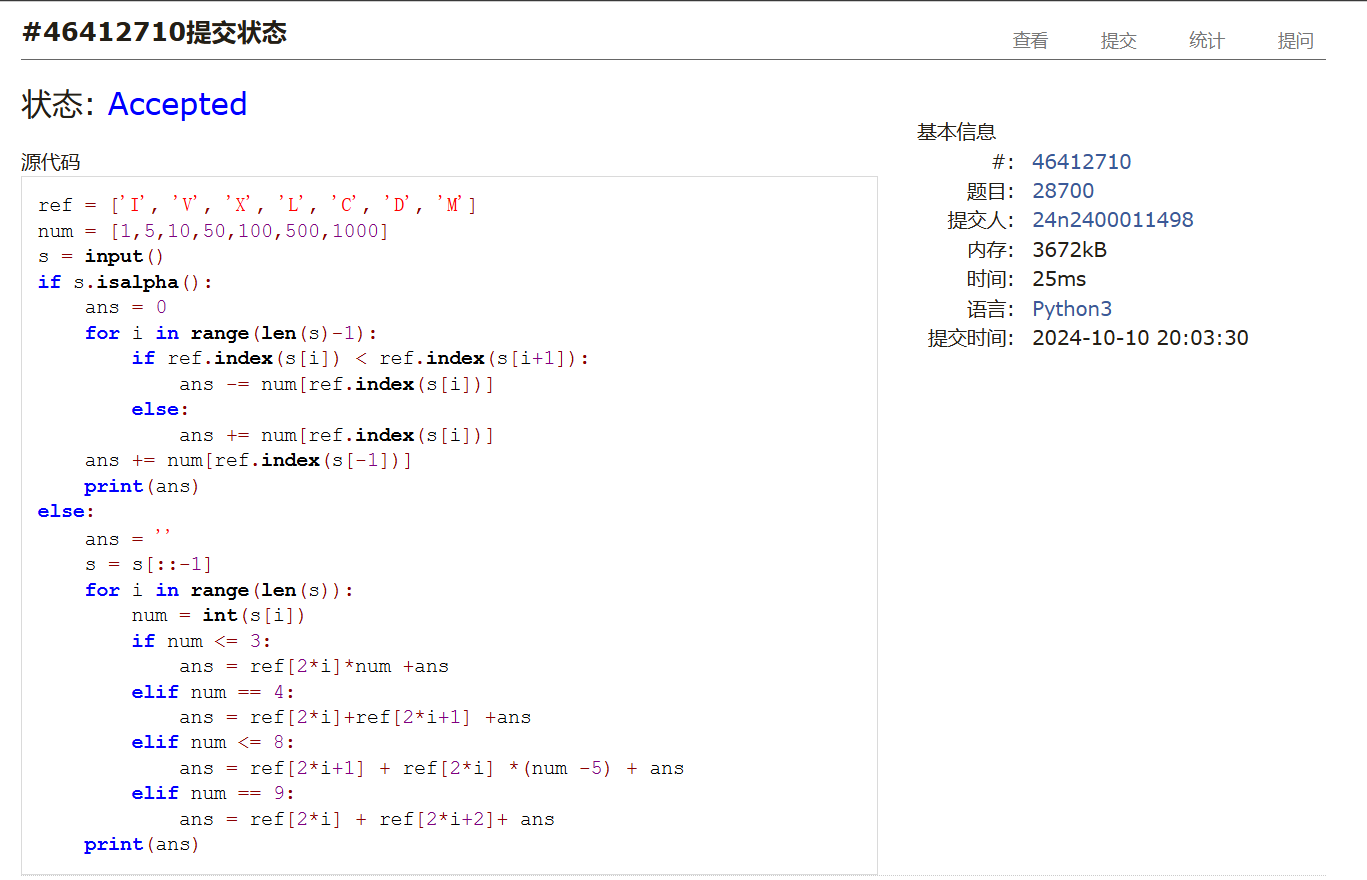 #46412710提交状态
查看 提交 统计 提问
状态: Accepted
源代码
ref = ['I', 'V', 'X', 'L', 'C', 'D', 'M']
num = [1,5,10,50,100,500,1000]
s = input()
if s.isalpha():
    ans = 0
    for i in range(len(s)-1):
        if ref.index(s[i]) < ref.index(s[i+1]):
            ans -= num[ref.index(s[i])]
        else:
            ans += num[ref.index(s[i])]
    ans += num[ref.index(s[-1])]
    print(ans)
else:
    ans = ''
    s = s[::-1]
    for i in range(len(s)):
        num = int(s[i])
        if num <= 3:
            ans = ref[2*i]*num +ans
        elif num == 4:
            ans = ref[2*i]+ref[2*i+1] +ans
        elif num <= 8:
            ans = ref[2*i+1] + ref[2*i] *(num -5) + ans
        elif num == 9:
            ans = ref[2*i] + ref[2*i+2]+ ans
    print(ans)
基本信息
#: 46412710
题目: 28700
提交人: 24n2400011498
内存: 3672kB
时间: 25ms
语言: Python3
提交时间: 2024-10-10 20:03:30